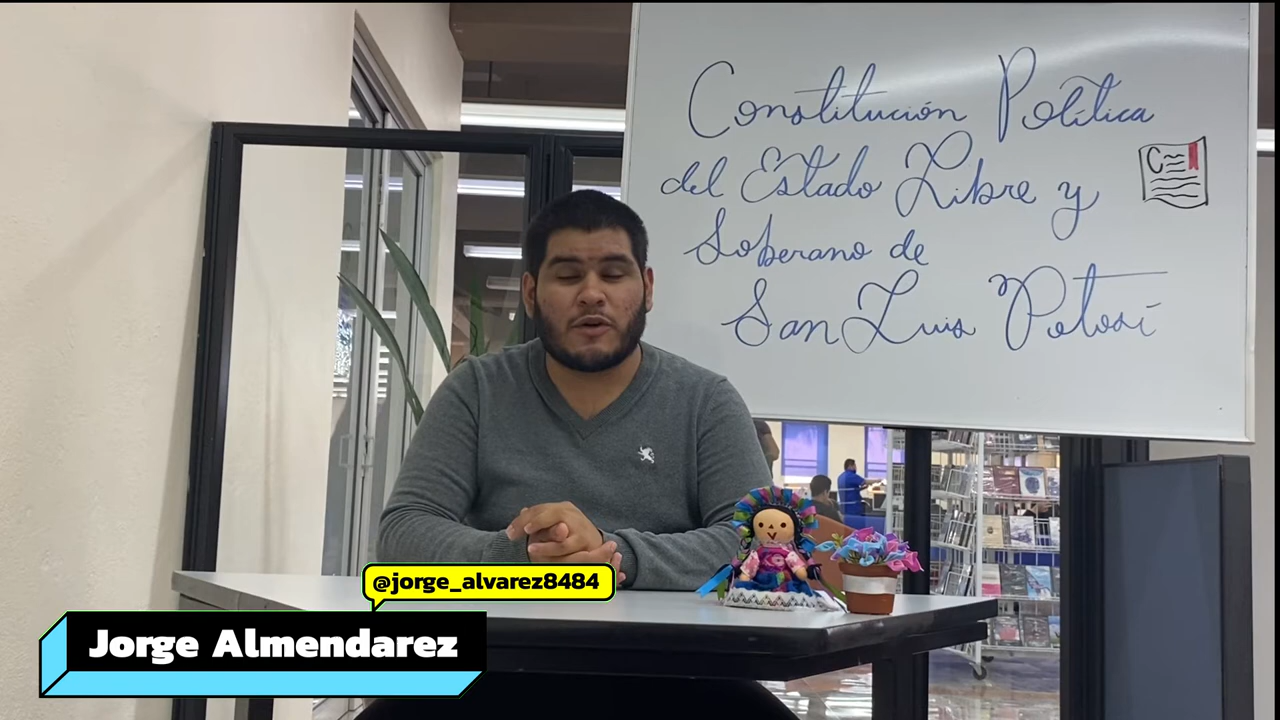 Constitución Política
del Estado Libre y
Soberano de
San Luis Potosí
C
@jorge_alvarez8484
Jorge Almendarez